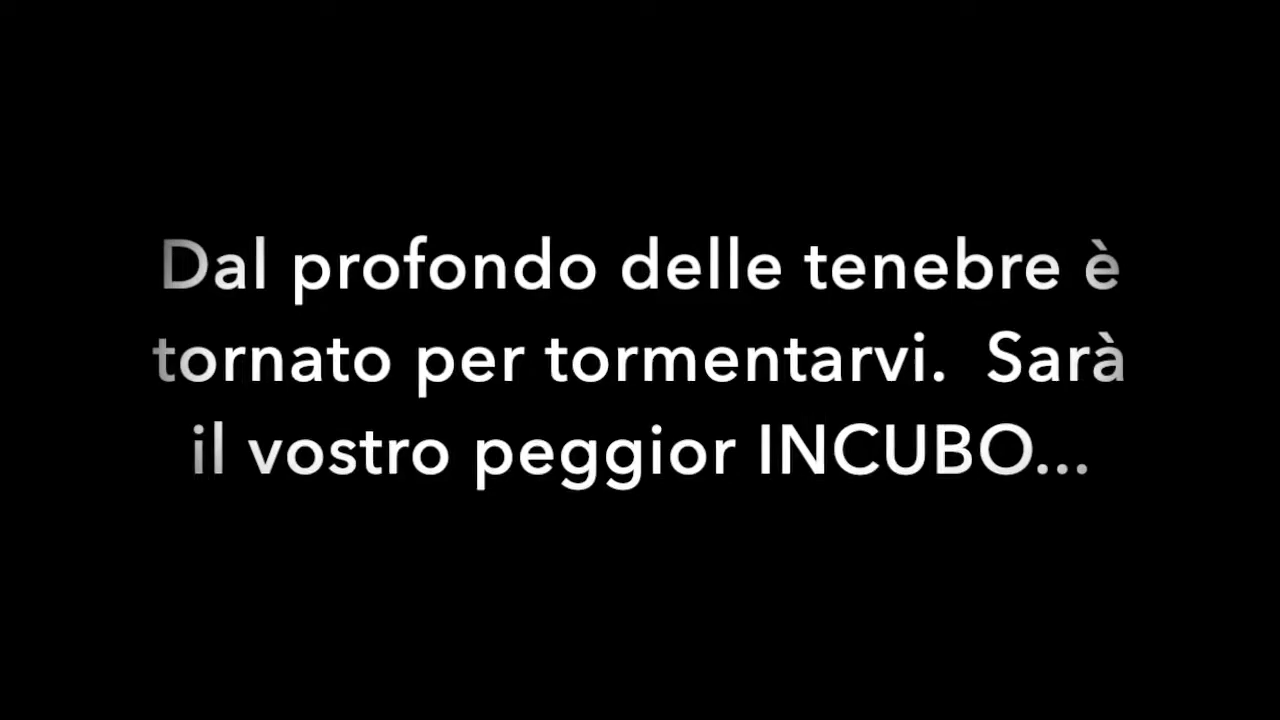 Dal profondo delle tenebre è
tornato per tormentarvi.  Sarà
il vostro peggior INCUBO...